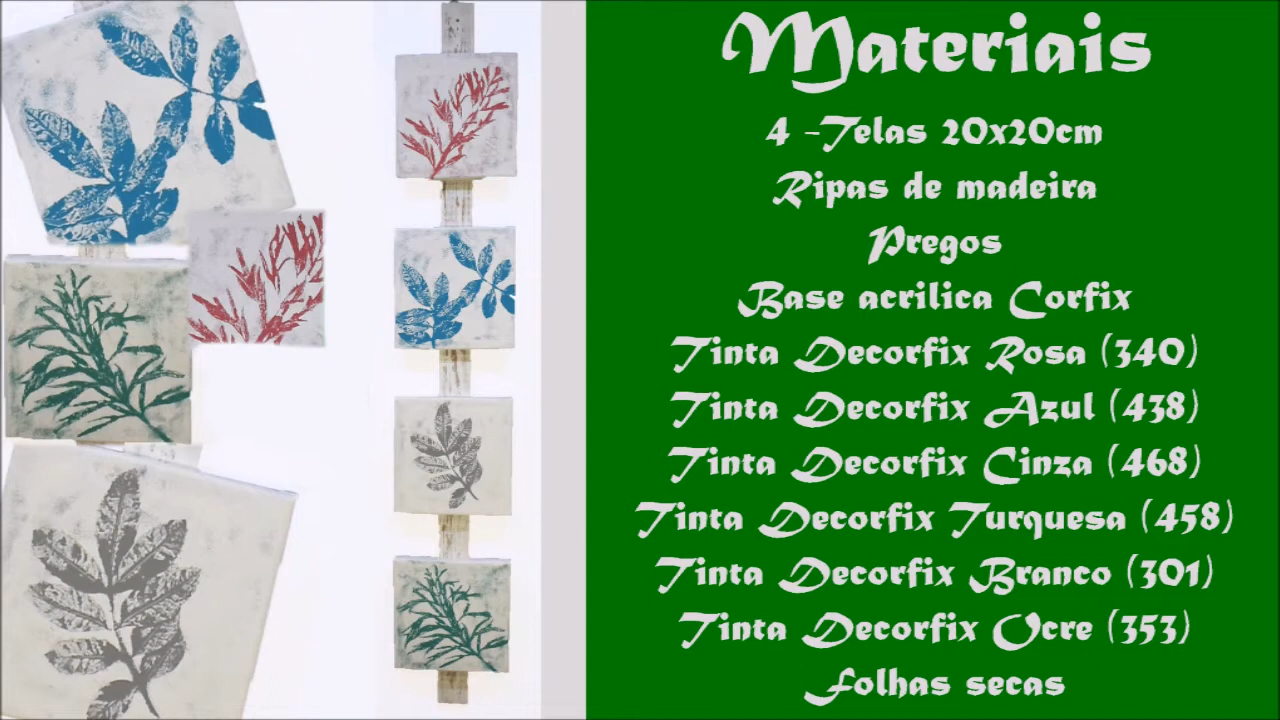 Materiais
4 -Telas 20x20cm
Ripas de madeira
Pregos
Base acrilica Corfix
Tinta Decorfix Rosa (340)
Tinta Decorfix Azul (438)
Tinta Decorfix Cinza (468)
Tinta Decorfix Turquesa (458)
Tinta Decorfix Branco (301)
Tinta Decorfix Ocre (353)
Folhas secas